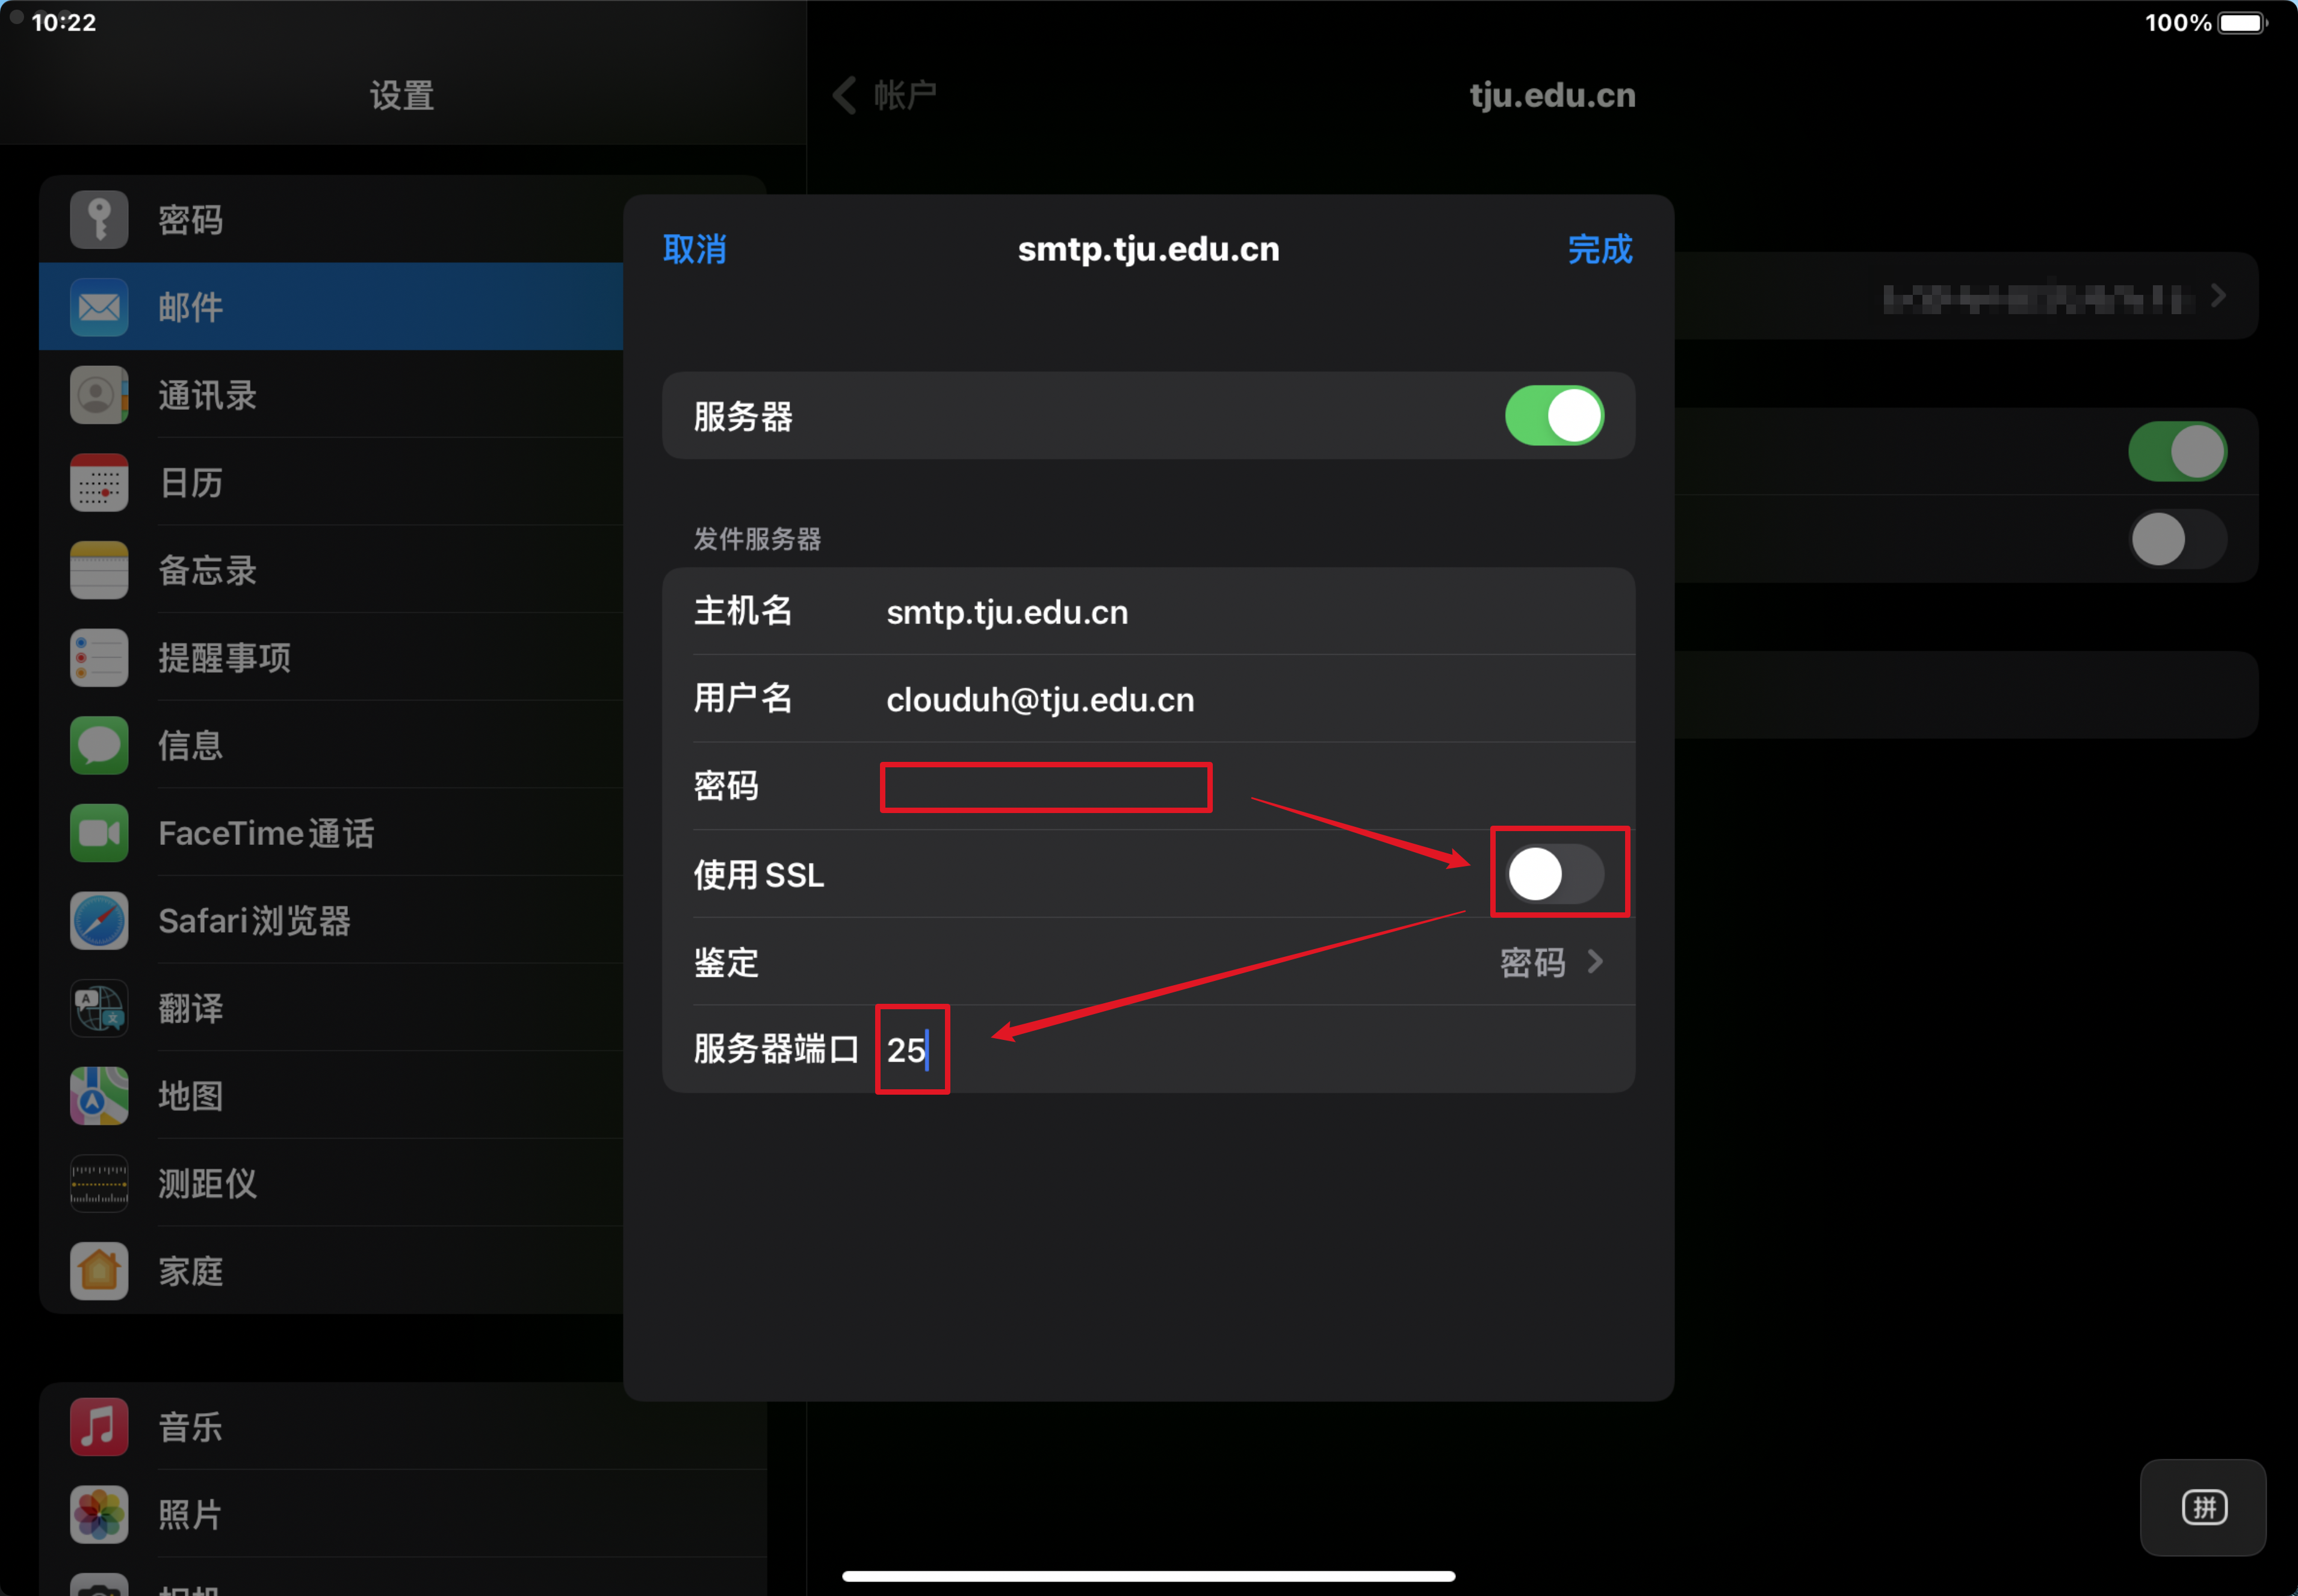 10:22
100%
设置
帐户
tju.edu.cn
密码
邮件
通讯录
日历
备忘录
提醒事项
信息
FaceTime通话
Safari浏览器
翻译
地图
测距仪
家庭
音乐
照片
相机
取消
smtp.tju.edu.cn
完成
服务器
发件服务器
主机名 smtp.tju.edu.cn
用户名 clouduh@tju.edu.cn
密码
使用 SSL
鉴定 密码
服务器端口 25
拼